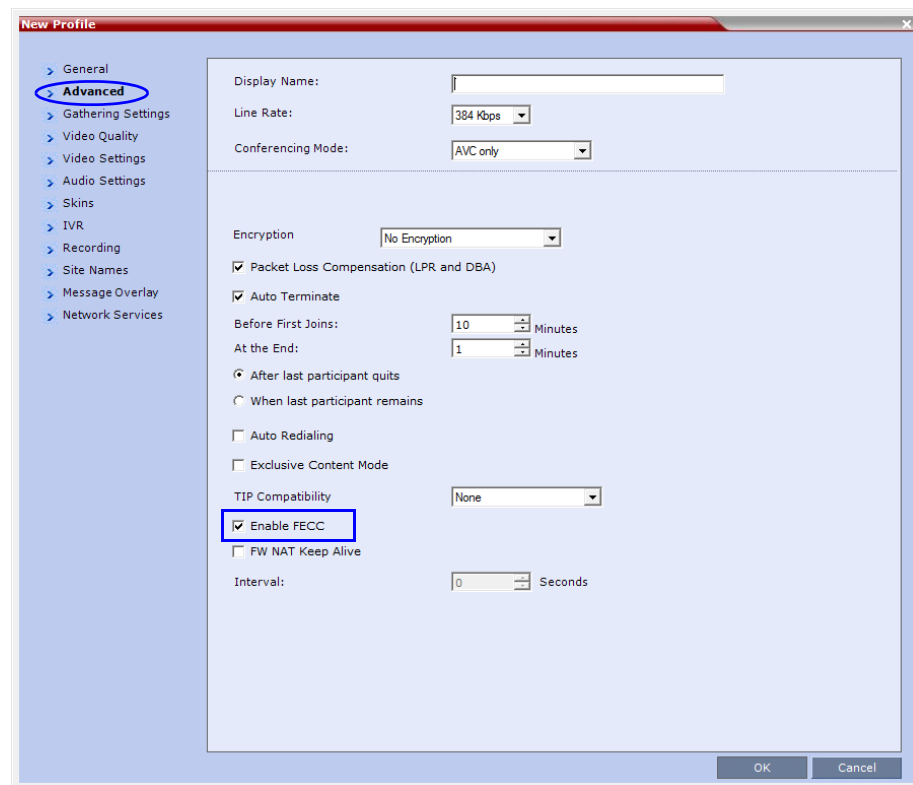 New Profile
General
Advanced
Gathering Settings
Video Quality
Video Settings
Audio Settings
Skins
IVR
Recording
Site Names
Message Overlay
Network Services
Display Name:
Line Rate: 384 Kbps
Conferencing Mode: AVC only
Encryption No Encryption
Packet Loss Compensation (LPR and DBA)
Auto Terminate
Before First Joins: 10 Minutes
At the End: 1 Minutes
After last participant quits
When last participant remains
Auto Redialing
Exclusive Content Mode
TIP Compatibility None
Enable FECC
FW NAT Keep Alive
Interval: 0 Seconds
OK Cancel